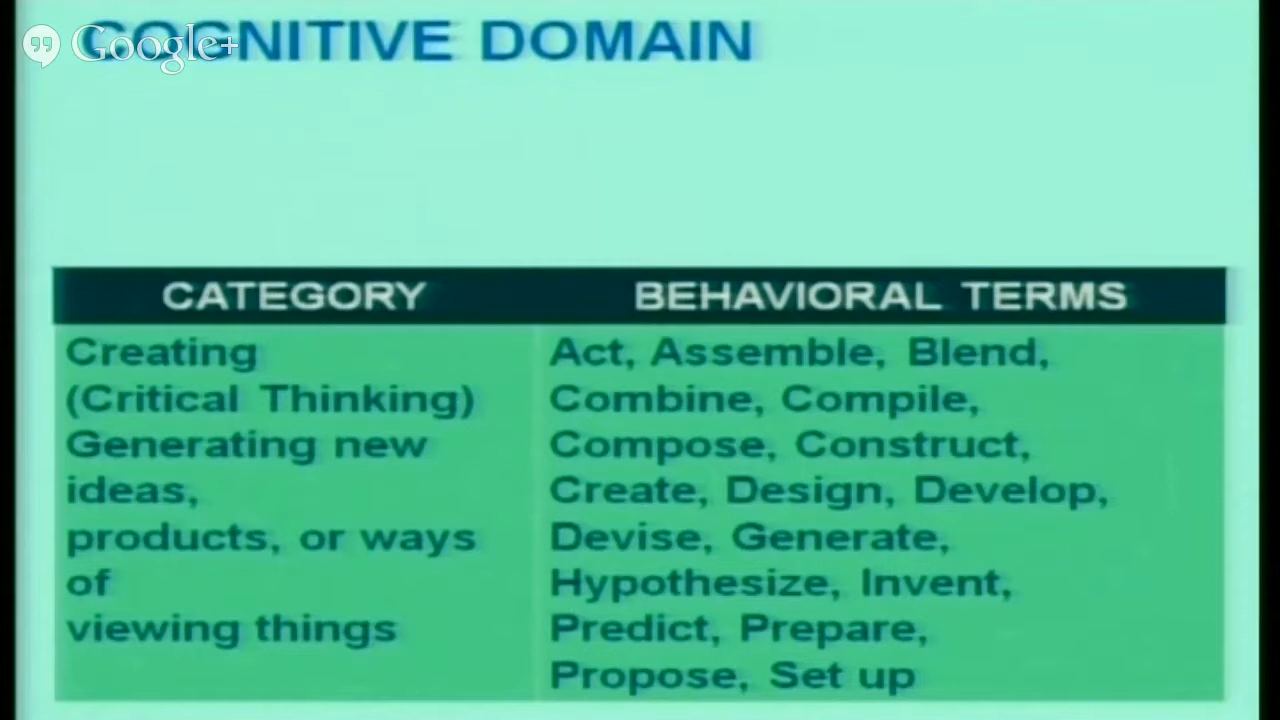 COGNITIVE DOMAIN
Google+
CATEGORY BEHAVIORAL TERMS
Creating
(Critical Thinking)
Generating new
ideas,
products, or ways
of
viewing things
Act, Assemble, Blend,
Combine, Compile,
Compose, Construct,
Create, Design, Develop,
Devise, Generate,
Hypothesize, Invent,
Predict, Prepare,
Propose, Set up